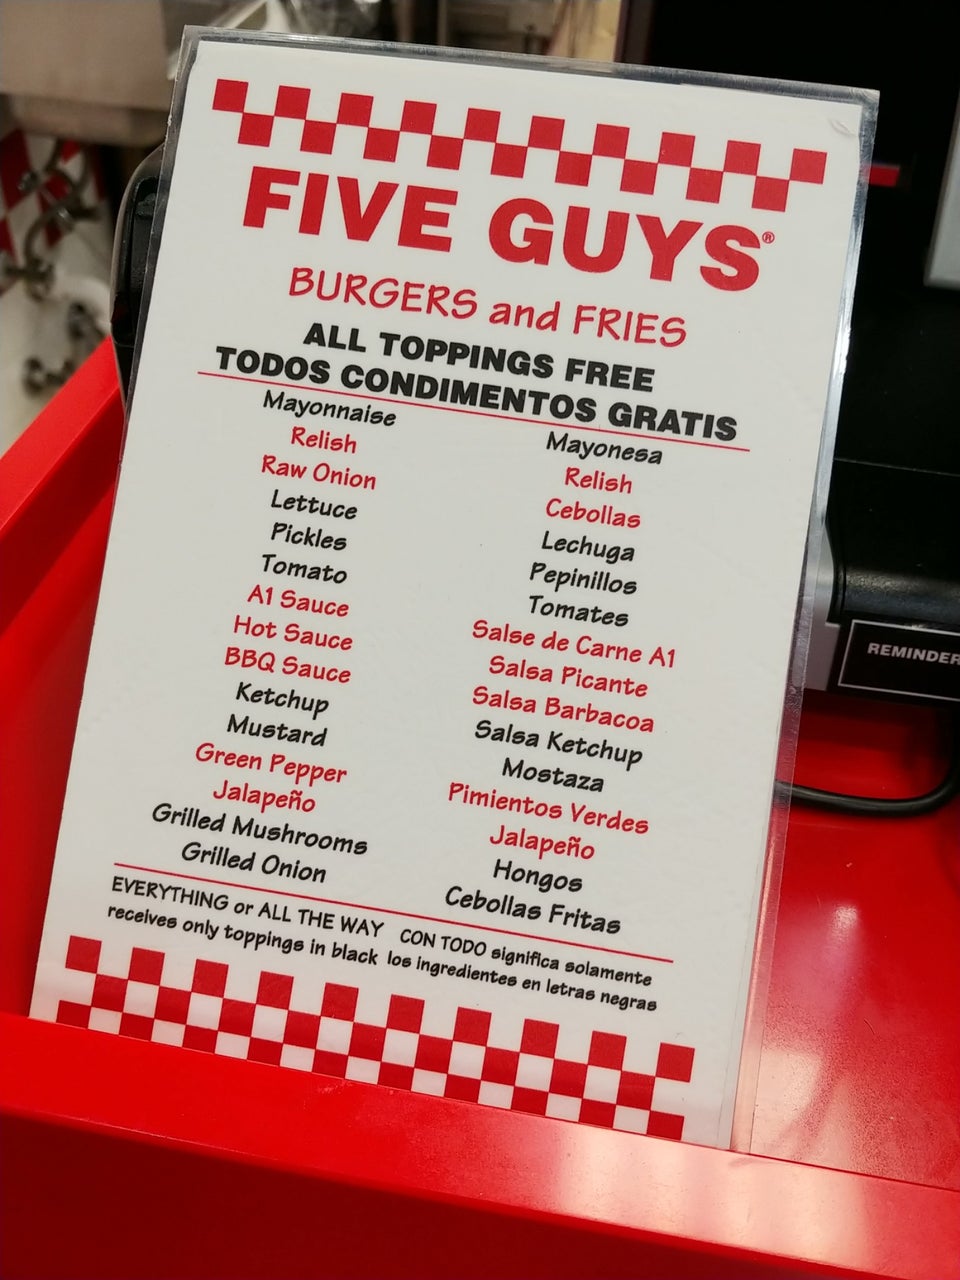 FIVE GUYS®
BURGERS and FRIES
ALL TOPPINGS FREE
TODOS CONDIMENTOS GRATIS
Mayonnaise
Relish
Raw Onion
Lettuce
Pickles
Tomato
A1 Sauce
Hot Sauce
BBQ Sauce
Ketchup
Mustard
Green Pepper
Jalapeño
Grilled Mushrooms
Grilled Onion
Mayonesa
Relish
Cebollas
Lechuga
Pepinillos
Tomates
Salse de Carne A1
Salsa Picante
Salsa Barbacoa
Salsa Ketchup
Mostaza
Pimientos Verdes
Jalapeño
Hongos
Cebollas Fritas
EVERYTHING or ALL THE WAY
receives only toppings in black
CON TODO significa solamente
los ingredientes en letras negras
REMINDER